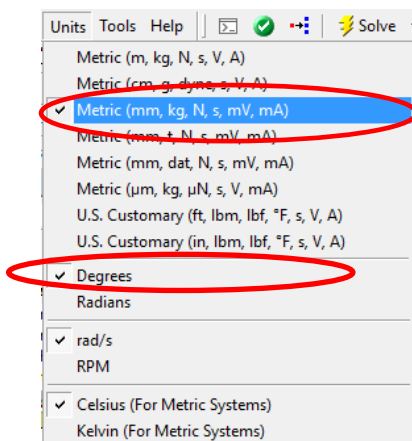 Units Tools Help Solve
Metric (m, kg, N, s, V, A)
Metric (cm, g, dyne, s, V, A)
Metric (mm, kg, N, s, mV, mA)
Metric (mm, t, N, s, mV, mA)
Metric (mm, dat, N, s, mV, mA)
Metric (µm, kg, µN, s, V, mA)
U.S. Customary (ft, lbm, lbf, °F, s, V, A)
U.S. Customary (in, lbm, lbf, °F, s, V, A)
Degrees
Radians
rad/s
RPM
Celsius (For Metric Systems)
Kelvin (For Metric Systems)